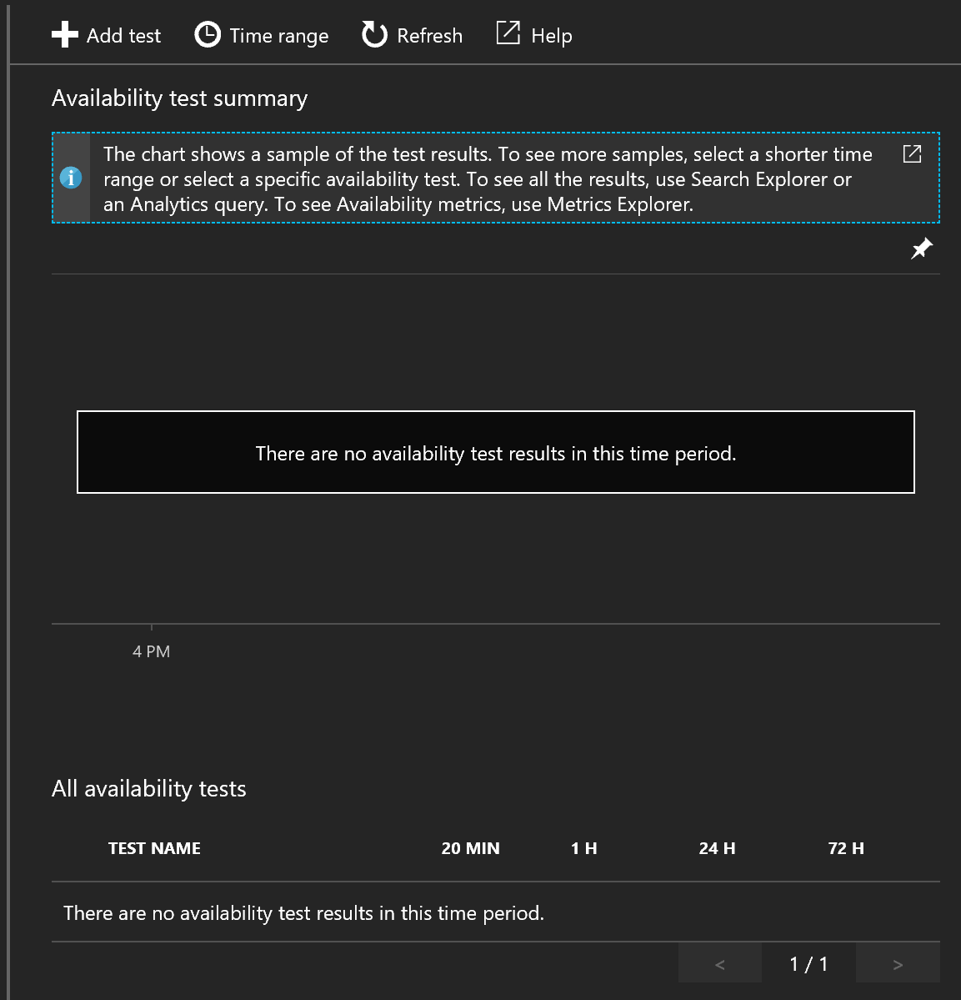 Add test Time range Refresh Help
Availability test summary
The chart shows a sample of the test results. To see more samples, select a shorter time
range or select a specific availability test. To see all the results, use Search Explorer or
an Analytics query. To see Availability metrics, use Metrics Explorer.
There are no availability test results in this time period.
4 PM
All availability tests
TEST NAME 20 MIN 1 H 24 H 72 H
There are no availability test results in this time period.
< 1 / 1 >